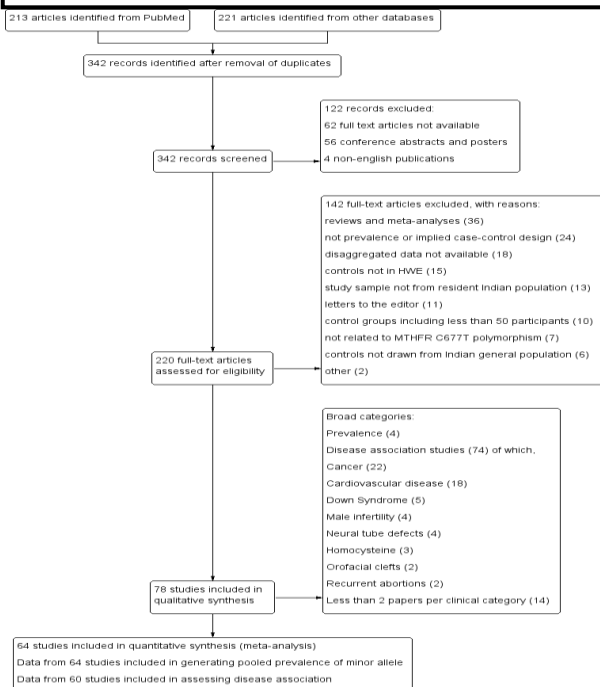 213 articles identified from PubMed
221 articles identified from other databases
342 records identified after removal of duplicates
122 records excluded:
62 full text articles not available
56 conference abstracts and posters
4 non-english publications
342 records screened
142 full-text articles excluded, with reasons:
reviews and meta-analyses (36)
not prevalence or implied case-control design (24)
disaggregated data not available (18)
controls not in HWE (15)
study sample not from resident Indian population (13)
letters to the editor (11)
control groups including less than 50 participants (10)
not related to MTHFR C677T polymorphism (7)
controls not drawn from Indian general population (6)
other (2)
220 full-text articles
assessed for eligibility
Broad categories:
Prevalence (4)
Disease association studies (74) of which,
Cancer (22)
Cardiovascular disease (18)
Down Syndrome (5)
Male infertility (4)
Neural tube defects (4)
Homocysteine (3)
Orofacial clefts (2)
Recurrent abortions (2)
Less than 2 papers per clinical category (14)
78 studies included in
qualitative synthesis
64 studies included in quantitative synthesis (meta-analysis)
Data from 64 studies included in generating pooled prevalence of minor allele
Data from 60 studies included in assessing disease association